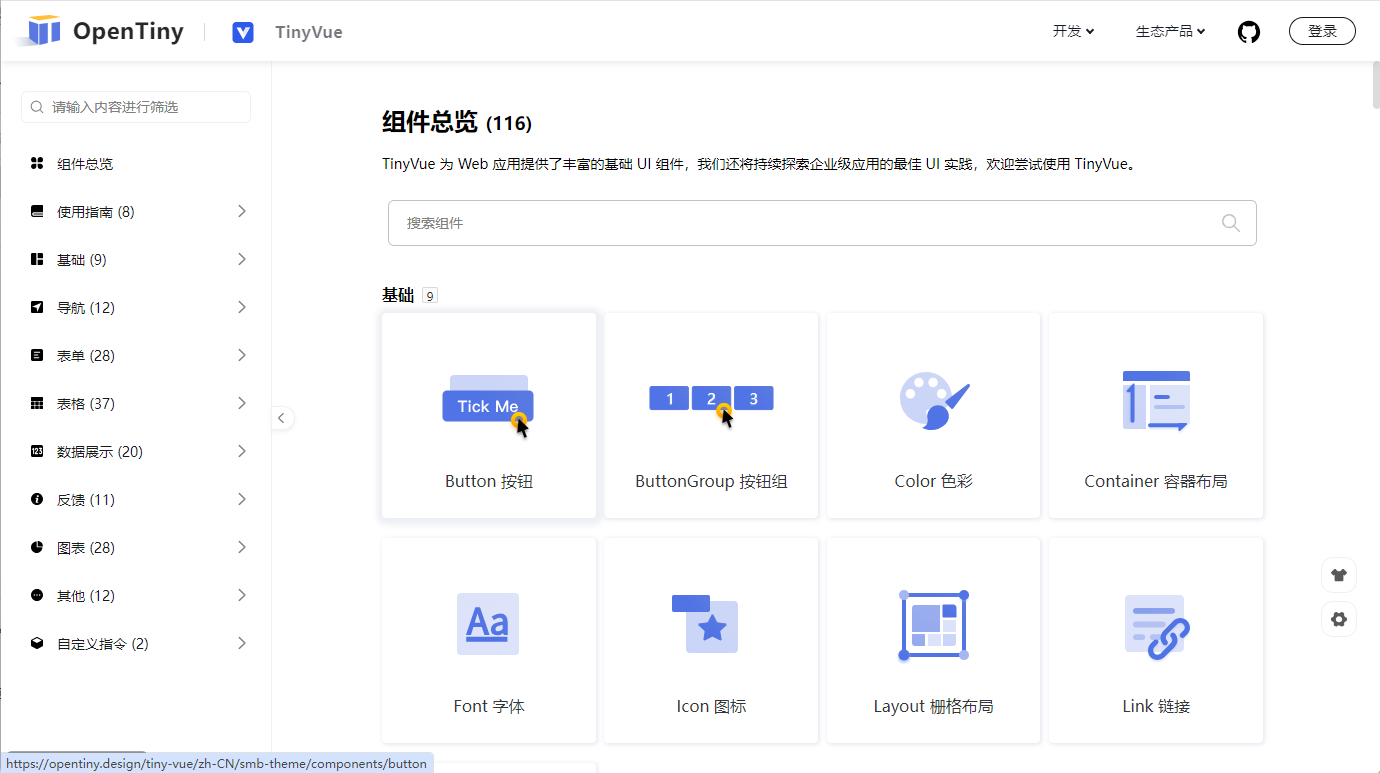 OpenTiny
TinyVue
开发
生态产品
登录
请输入内容进行筛选
组件总览
使用指南 (8)
基础 (9)
导航 (12)
表单 (28)
表格 (37)
数据展示 (20)
反馈 (11)
图表 (28)
其他 (12)
自定义指令 (2)
组件总览 (116)
TinyVue 为 Web 应用提供了丰富的基础 UI 组件，我们还将持续探索企业级应用的最佳 UI 实践，欢迎尝试使用 TinyVue。
搜索组件
基础 9
Tick Me
Button 按钮
1 2 3
ButtonGroup 按钮组
Color 色彩
1
Container 容器布局
Aa
Font 字体
Icon 图标
Layout 栅格布局
Link 链接
https://opentiny.design/tiny-vue/zh-CN/smb-theme/components/button